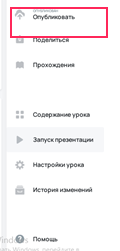 Опубликовать
Поделиться
Прохождения
Содержание урока
Запуск презентации
Настройки урока
История изменений
Помощь